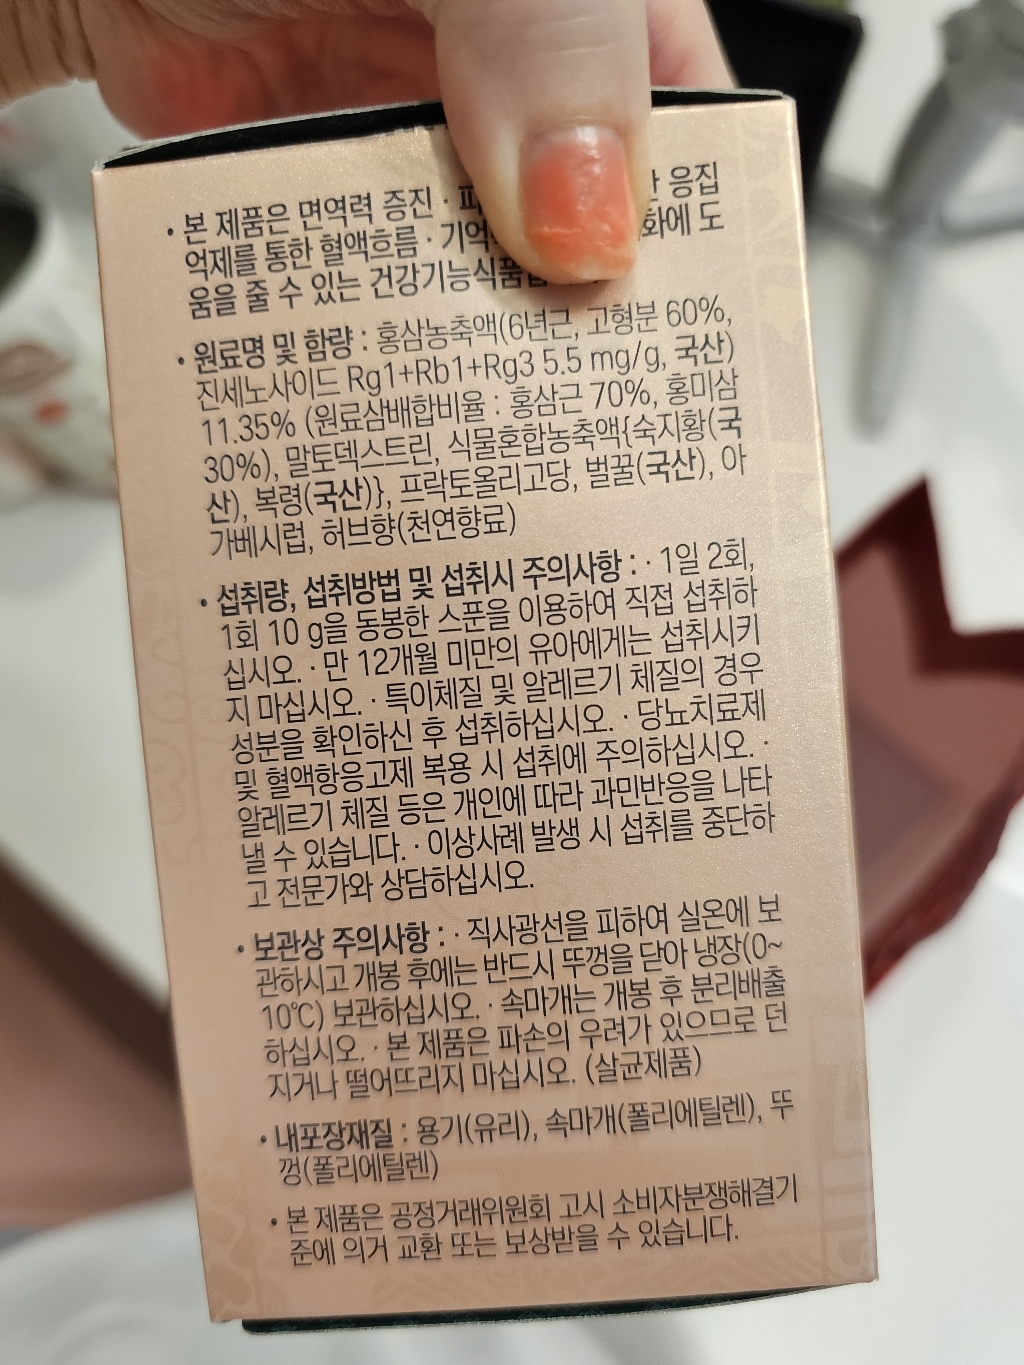 • 본 제품은 면역력 증진 · 응집
억제를 통한 혈액흐름 · 도
움을 줄 수 있는
• 원료명 및 함량 : 홍삼농축액(6년근, 고형분 60%,
진세노사이드 Rg1+Rb1+Rg3 5.5 mg/g, 국산)
11.35% (원료삼배합비율 : 홍삼근 70%, 홍미삼
30%), 말토덱스트린, 식물혼합농축액{숙지황(국
산), 복령(국산)}, 프락토올리고당, 벌꿀(국산), 아
가베시럽, 허브향(천연향료)
• 섭취량, 섭취방법 및 섭취시 주의사항 : · 1일 2회,
1회 10 g을 동봉한 스푼을 이용하여 직접 섭취하
십시오. · 만 12개월 미만의 유아에게는 섭취시키
지 마십시오. · 특이체질 및 알레르기 체질의 경우
성분을 확인하신 후 섭취하십시오. · 당뇨치료제
및 혈액항응고제 복용 시 섭취에 주의하십시오. ·
알레르기 체질 등은 개인에 따라 과민반응을 나타
낼 수 있습니다. · 이상사례 발생 시 섭취를 중단하
고 전문가와 상담하십시오.
• 보관상 주의사항 : · 직사광선을 피하여 실온에 보
관하시고 개봉 후에는 반드시 뚜껑을 닫아 냉장(0~
10℃) 보관하십시오. · 속마개는 개봉 후 분리배출
하십시오. · 본 제품은 파손의 우려가 있으므로 던
지거나 떨어뜨리지 마십시오. (살균제품)
• 내포장재질 : 용기(유리), 속마개(폴리에틸렌), 뚜
껑(폴리에틸렌)
• 본 제품은 공정거래위원회 고시 소비자분쟁해결기
준에 의거 교환 또는 보상받을 수 있습니다.